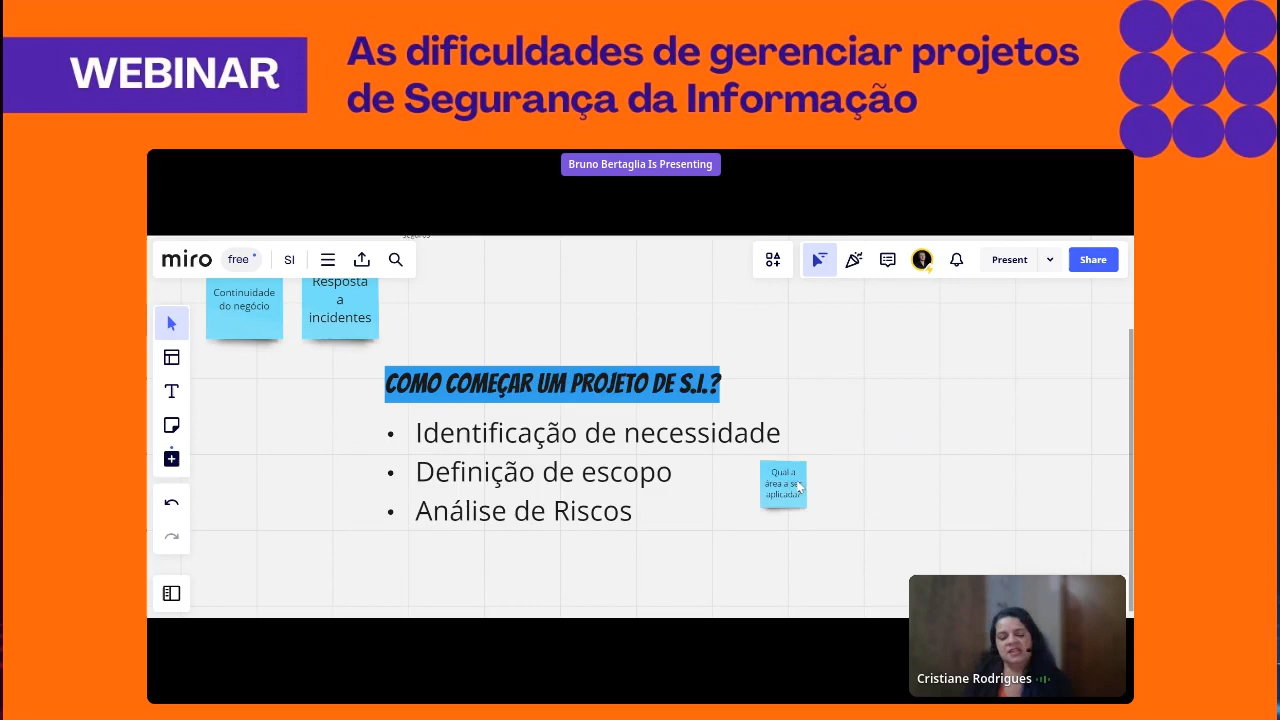 WEBINAR
As dificuldades de gerenciar projetos
de Segurança da Informação
Bruno Bertaglia Is Presenting
miro
free
SI
Present
Share
Continuidade
do negócio
Resposta
a
incidentes
COMO COMEÇAR UM PROJETO DE S.I.?
• Identificação de necessidade
• Definição de escopo
• Análise de Riscos
Qual a
área a ser
aplicada?
Cristiane Rodrigues